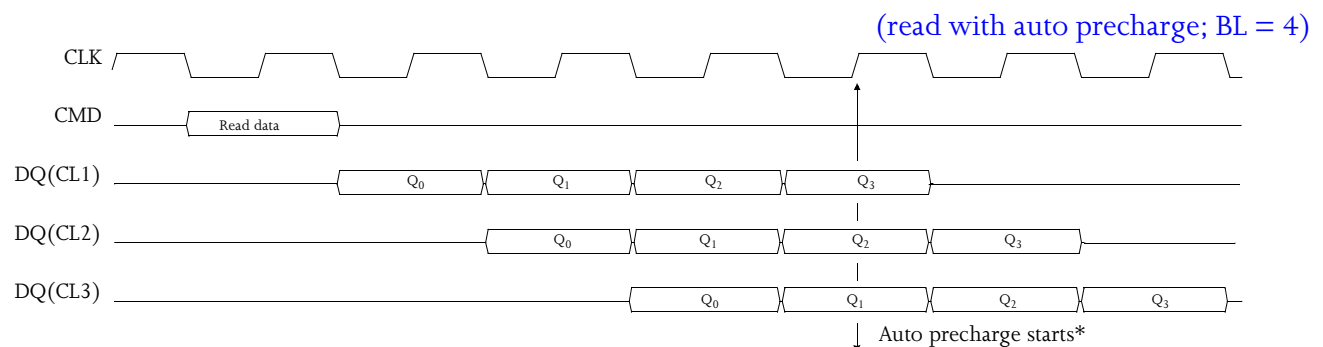 (read with auto precharge; BL = 4)
CLK
CMD Read data
DQ(CL1) Q₀ Q₁ Q₂ Q₃
DQ(CL2) Q₀ Q₁ Q₂ Q₃
DQ(CL3) Q₀ Q₁ Q₂ Q₃
Auto precharge starts*